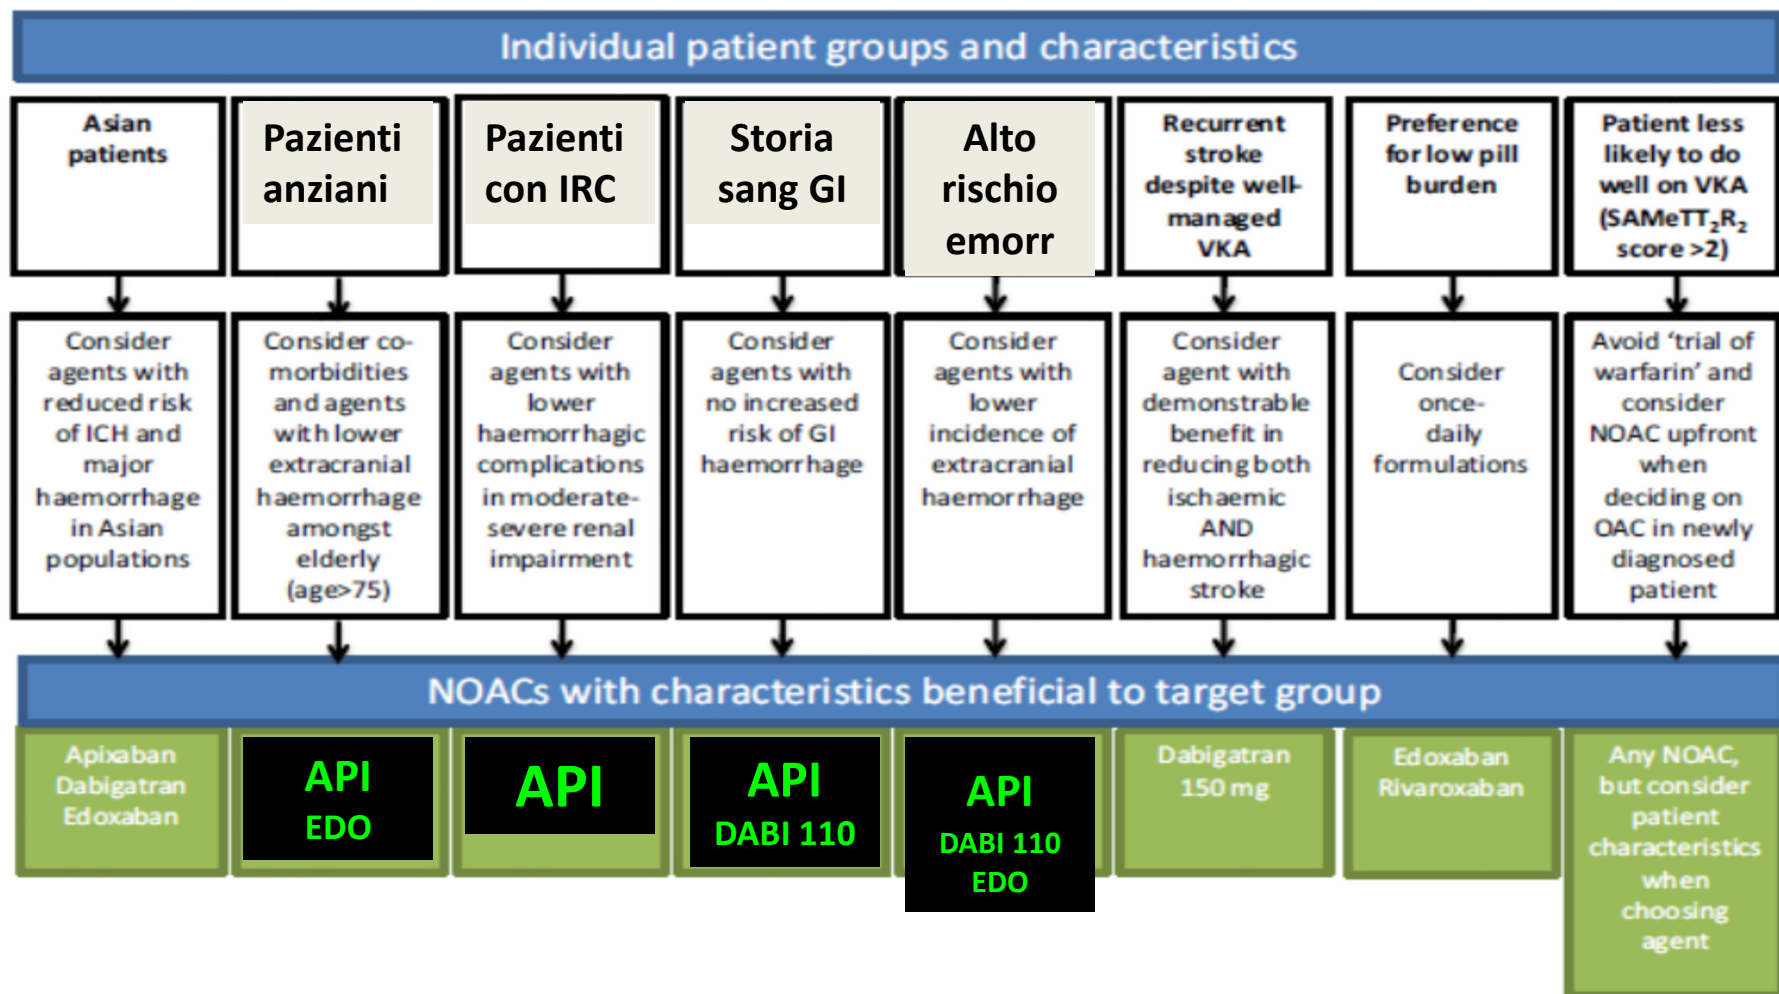 Individual patient groups and characteristics
Asian
patients
Pazienti
anziani
Pazienti
con IRC
Storia
sang GI
Alto
rischio
emorr
Recurrent
stroke
despite well-
managed
VKA
Preference
for low pill
burden
Patient less
likely to do
well on VKA
(SAMeTT₂R₂
score >2)
Consider
agents with
reduced risk
of ICH and
major
haemorrhage
in Asian
populations
Consider co-
morbidities
and agents
with lower
extracranial
haemorrhage
amongst
elderly
(age>75)
Consider
agents with
lower
haemorrhagic
complications
in moderate-
severe renal
impairment
Consider
agents with
no increased
risk of GI
haemorrhage
Consider
agents with
lower
incidence of
extracranial
haemorrhage
Consider
agent with
demonstrable
benefit in
reducing both
ischaemic
AND
haemorrhagic
stroke
Consider
once-
daily
formulations
Avoid ‘trial of
warfarin’ and
consider
NOAC upfront
when
deciding on
OAC in newly
diagnosed
patient
NOACs with characteristics beneficial to target group
Apixaban
Dabigatran
Edoxaban
API
EDO
API
API
DABI 110
API
DABI 110
EDO
Dabigatran
150 mg
Edoxaban
Rivaroxaban
Any NOAC,
but consider
patient
characteristics
when
choosing
agent